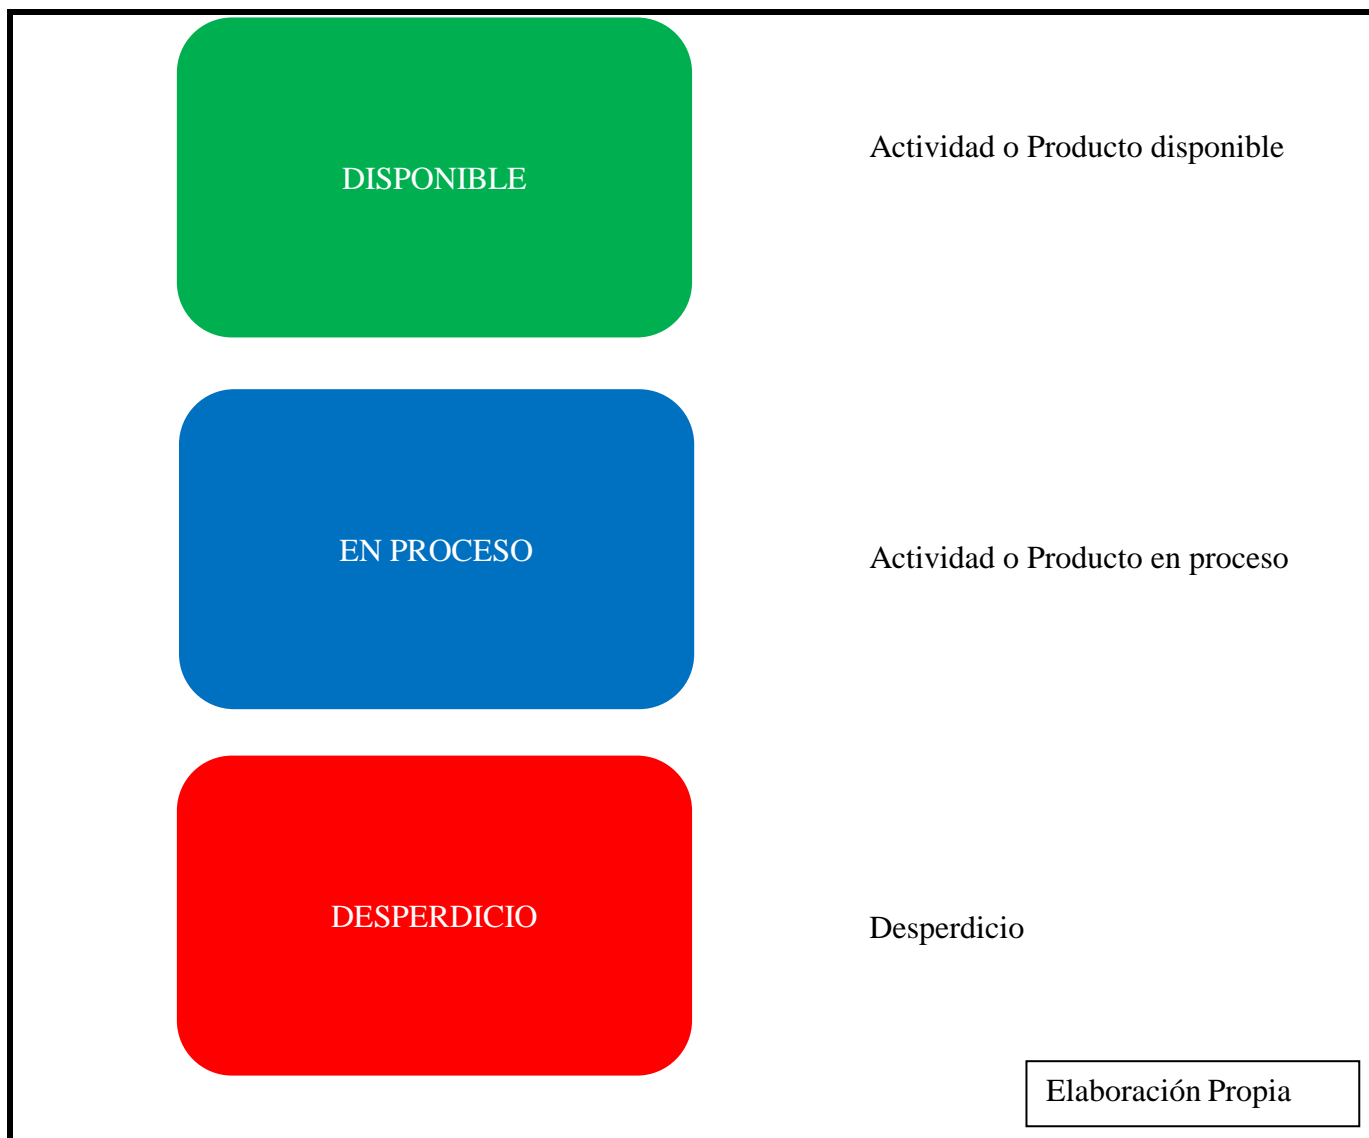 DISPONIBLE
Actividad o Producto disponible
EN PROCESO
Actividad o Producto en proceso
DESPERDICIO
Desperdicio
Elaboración Propia